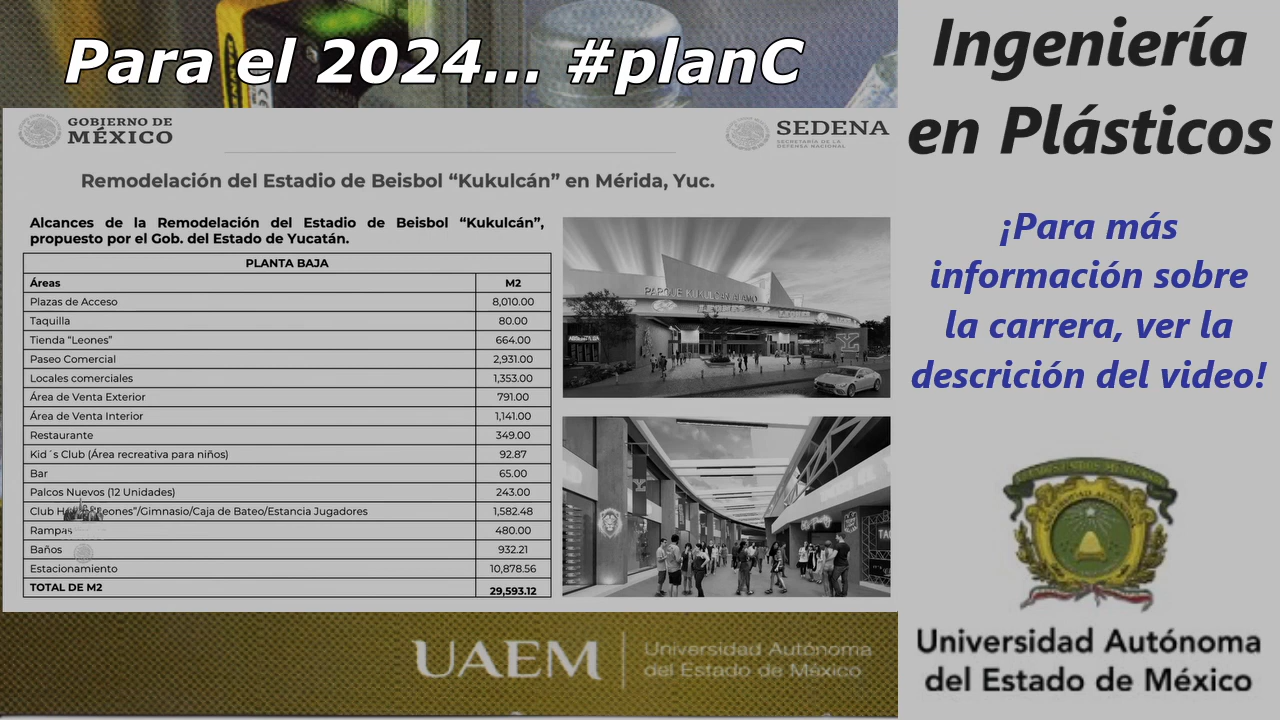 Para el 2024... #planC
GOBIERNO DE
MÉXICO
SEDENA
SECRETARÍA DE LA
DEFENSA NACIONAL
Remodelación del Estadio de Beisbol “Kukulcán” en Mérida, Yuc.
Alcances de la Remodelación del Estadio de Beisbol “Kukulcán”,
propuesto por el Gob. del Estado de Yucatán.
PLANTA BAJA
Áreas M2
Plazas de Acceso 8,010.00
Taquilla 80.00
Tienda “Leones” 664.00
Paseo Comercial 2,931.00
Locales comerciales 1,353.00
Área de Venta Exterior 791.00
Área de Venta Interior 1,141.00
Restaurante 349.00
Kid´s Club (Área recreativa para niños) 92.87
Bar 65.00
Palcos Nuevos (12 Unidades) 243.00
Club Leones”/Gimnasio/Caja de Bateo/Estancia Jugadores 1,582.48
Rampas 480.00
Baños 932.21
Estacionamiento 10,878.56
TOTAL DE M2 29,593.12
PARQUE KUKULCÁN ALAMO
UAEM
Universidad Autónoma
del Estado de México
Ingeniería
en Plásticos
¡Para más
información sobre
la carrera, ver la
descrición del video!
Universidad Autónoma
del Estado de México